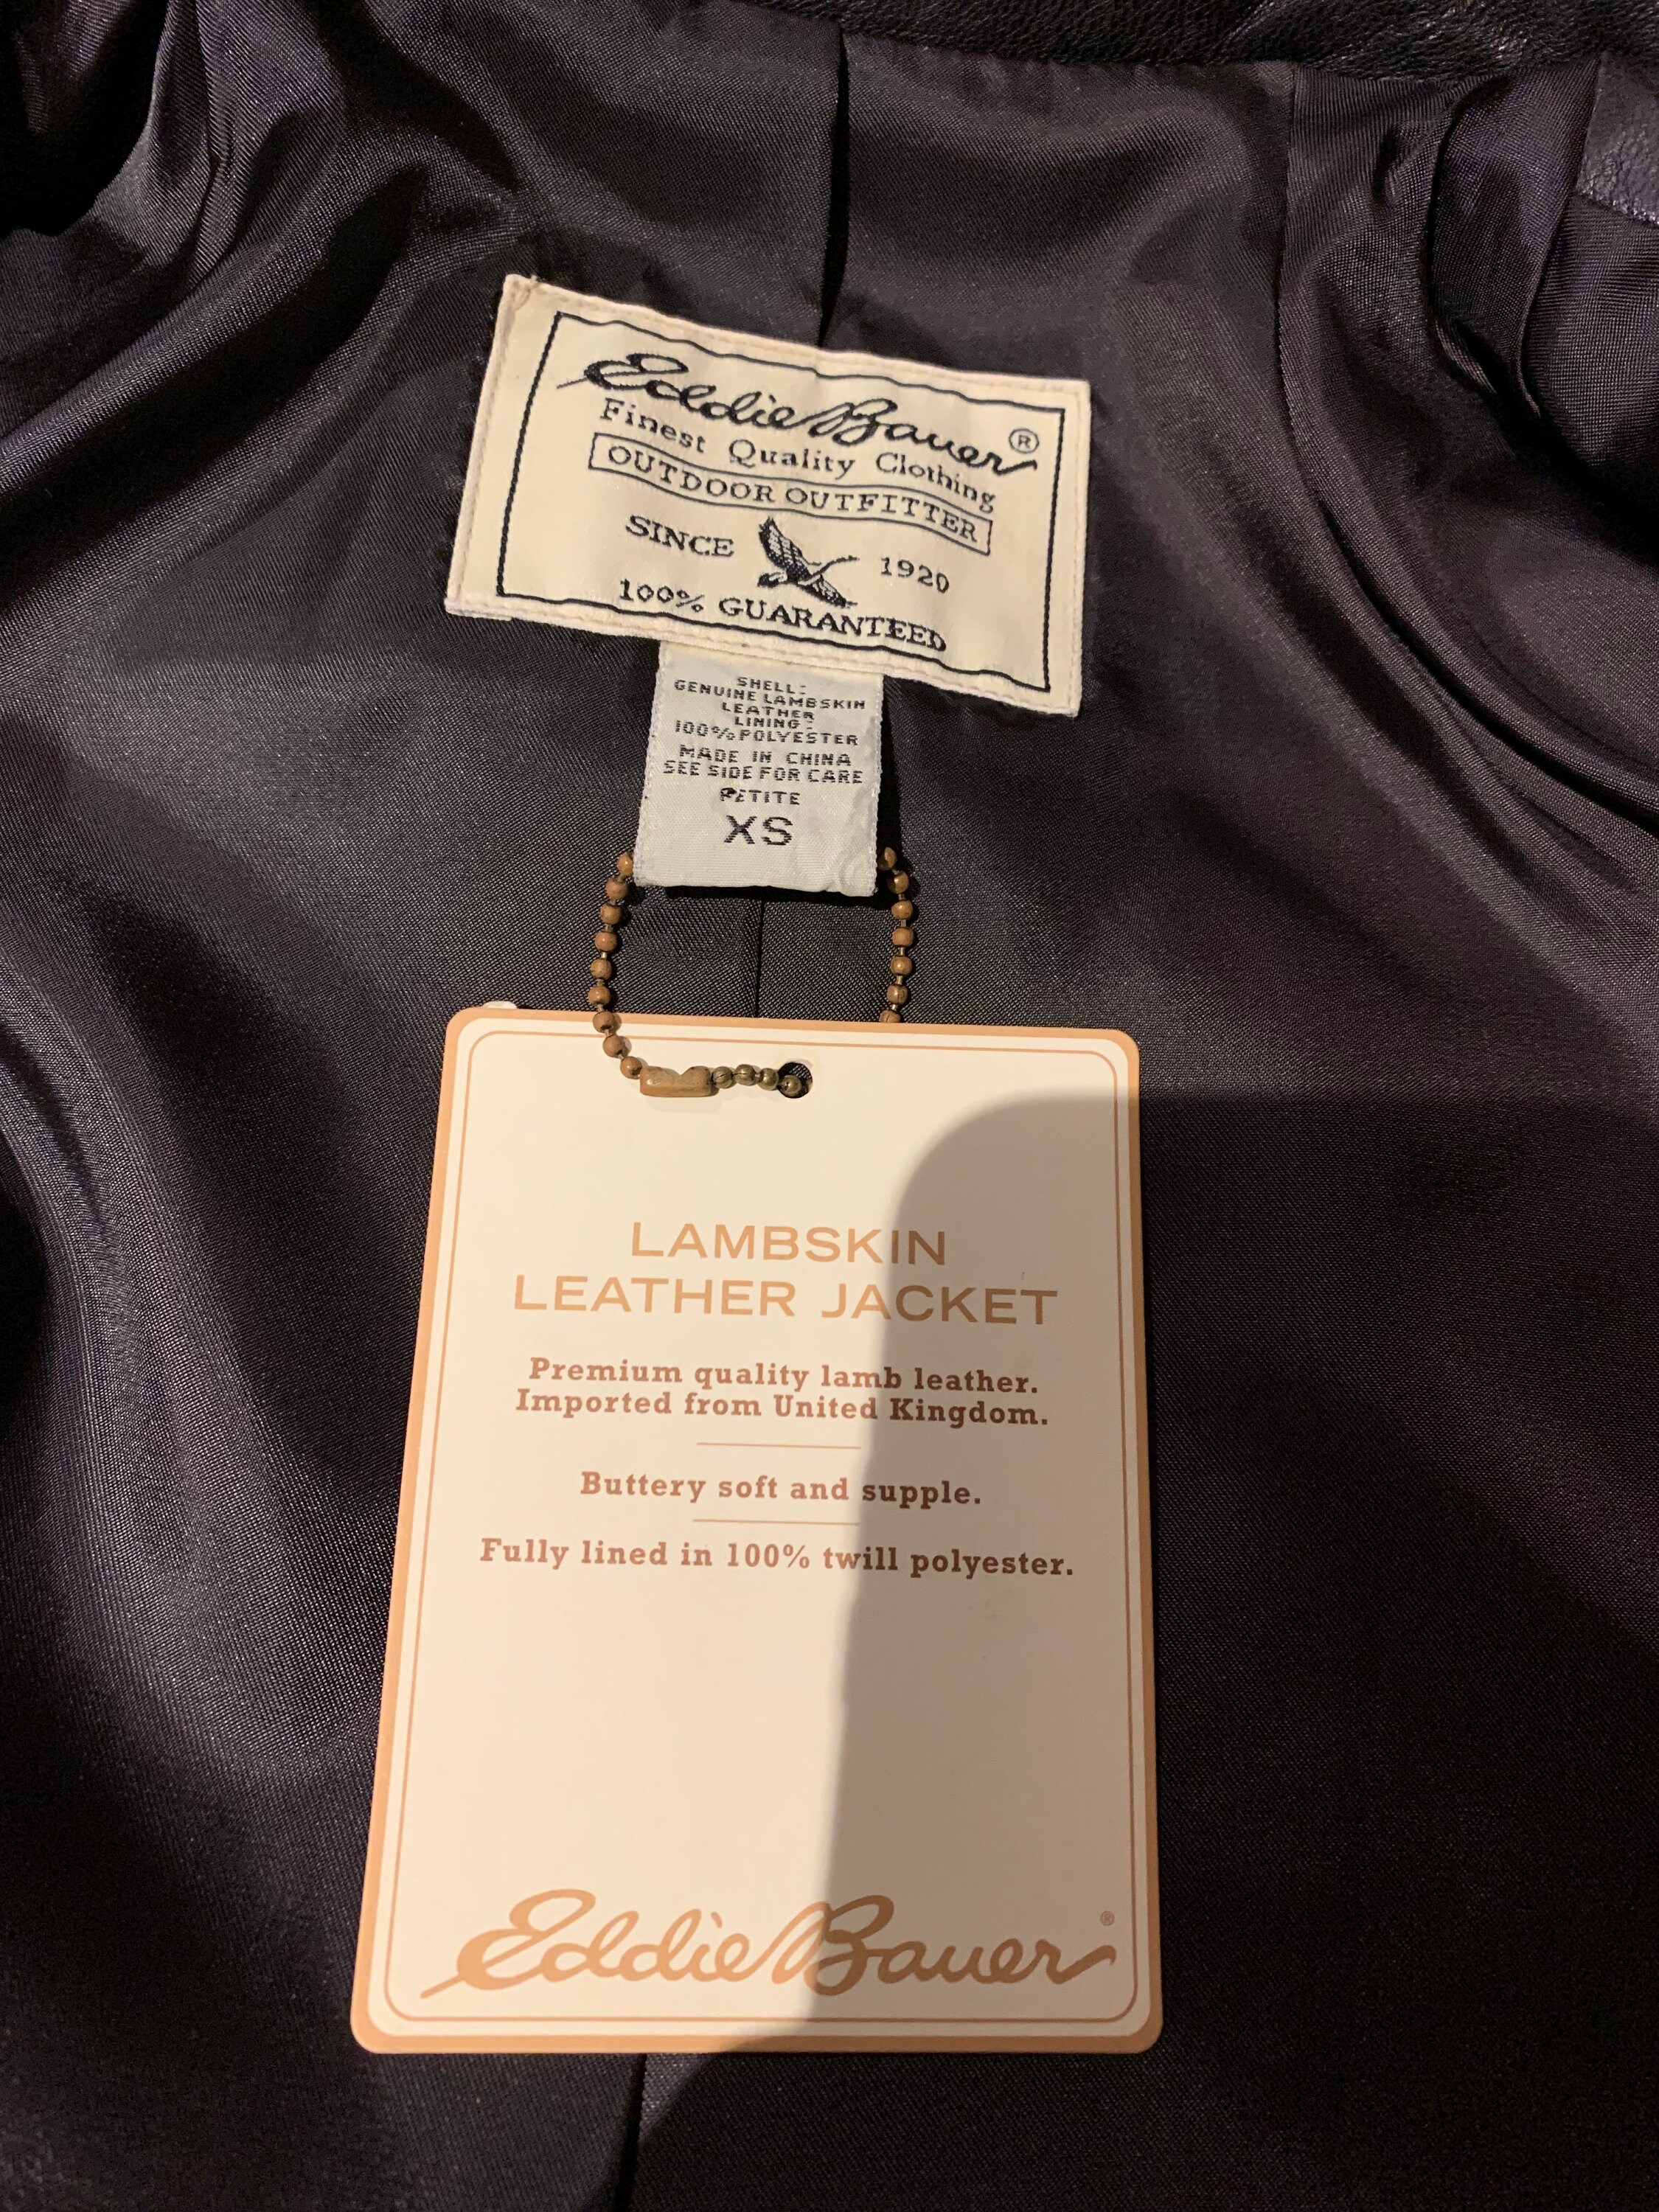 Eddie Bauer®
Finest Quality Clothing
OUTDOOR OUTFITTER
SINCE 1920
100% GUARANTEED
SHELL:
GENUINE LAMBSKIN
LEATHER
LINING:
100% POLYESTER
MADE IN CHINA
SEE SIDE FOR CARE
PETITE
XS
LAMBSKIN
LEATHER JACKET
Premium quality lamb leather.
Imported from United Kingdom.
Buttery soft and supple.
Fully lined in 100% twill polyester.
Eddie Bauer®